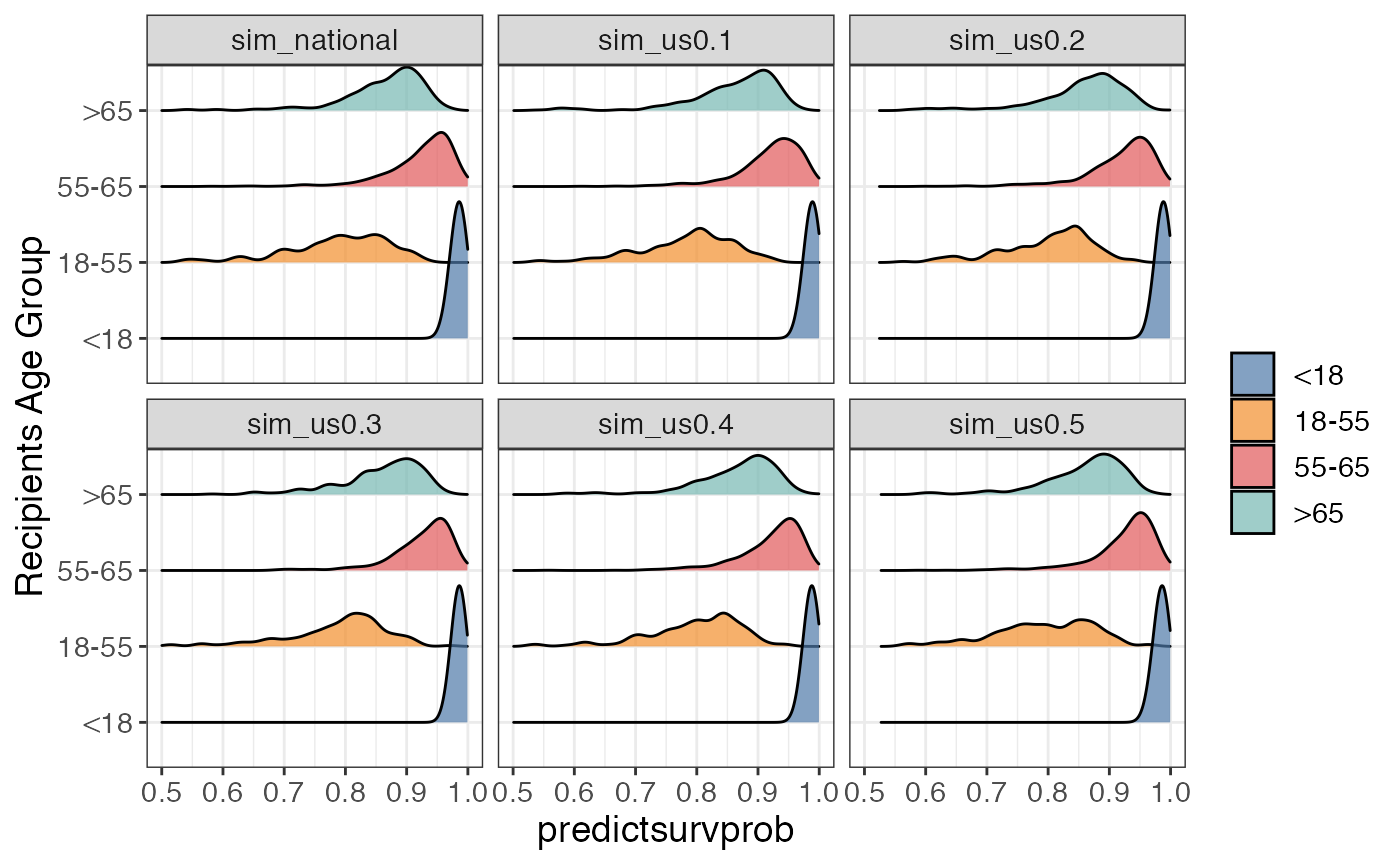 sim_national sim_us0.1 sim_us0.2
>65
55-65
18-55
<18
sim_us0.3 sim_us0.4 sim_us0.5
>65
55-65
18-55
<18
0.5 0.6 0.7 0.8 0.9 1.0 0.5 0.6 0.7 0.8 0.9 1.0 0.5 0.6 0.7 0.8 0.9 1.0
predictsurvprob
Recipients Age Group
<18
18-55
55-65
>65